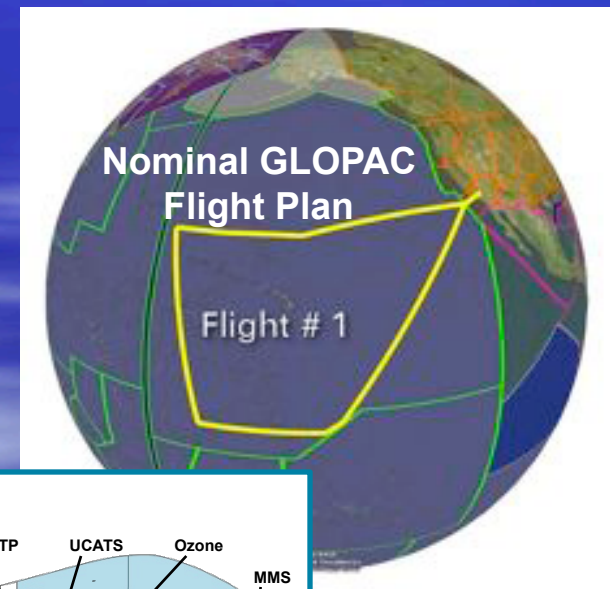 Nominal GLOPAC
Flight Plan
Flight # 1
TP
UCATS
Ozone
MMS